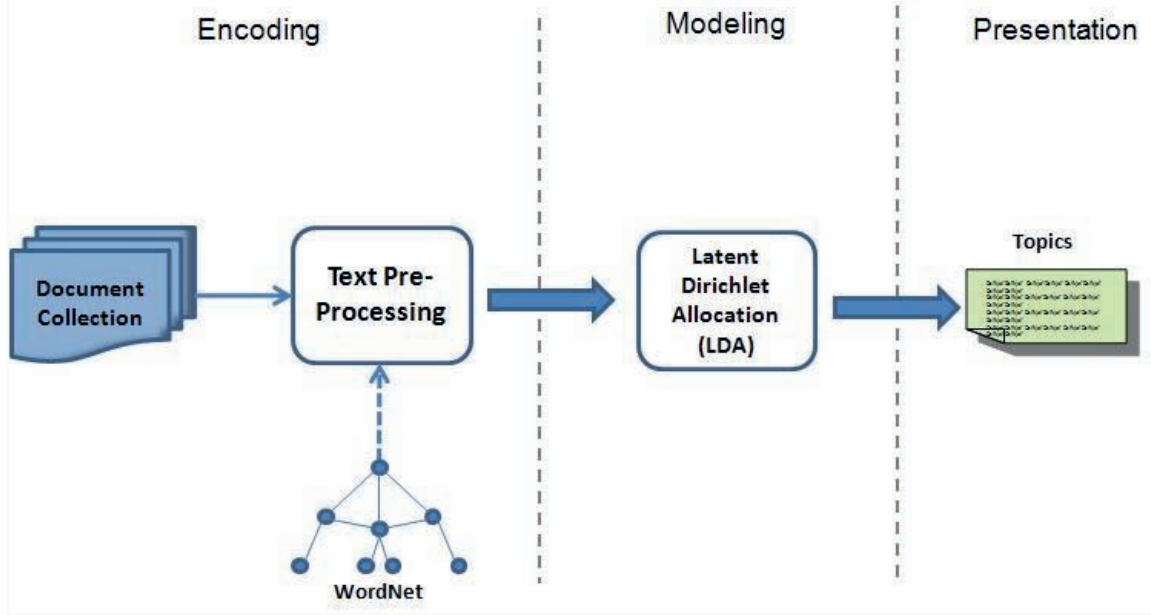 Encoding
Modeling
Presentation
Document
Collection
Text Pre-
Processing
Latent
Dirichlet
Allocation
(LDA)
Topics
WordNet